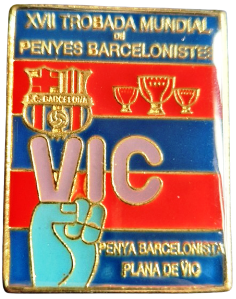 XVII TROBADA MUNDIAL
DE
PENYES BARCELONISTES
F.C. BARCELONA
VIC
PENYA BARCELONISTA
PLANA DE VIC